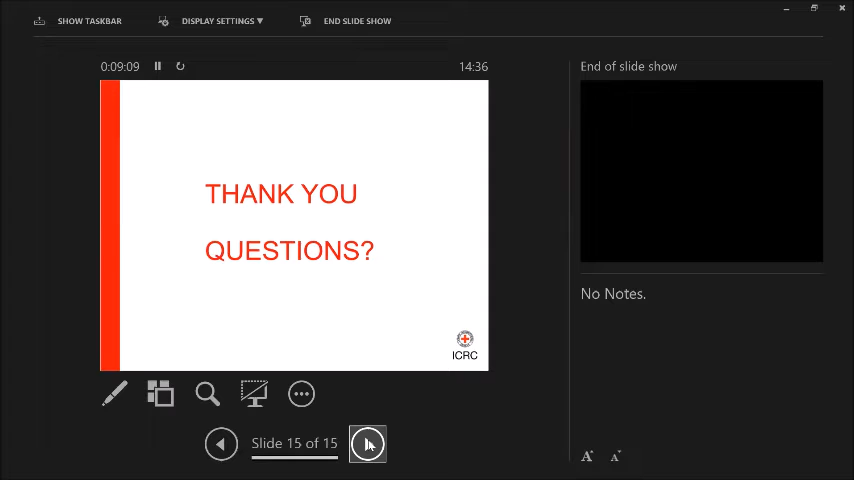 SHOW TASKBAR
DISPLAY SETTINGS ▼
END SLIDE SHOW
0:09:09
14:36
THANK YOU
QUESTIONS?
ICRC
Slide 15 of 15
End of slide show
No Notes.
A A